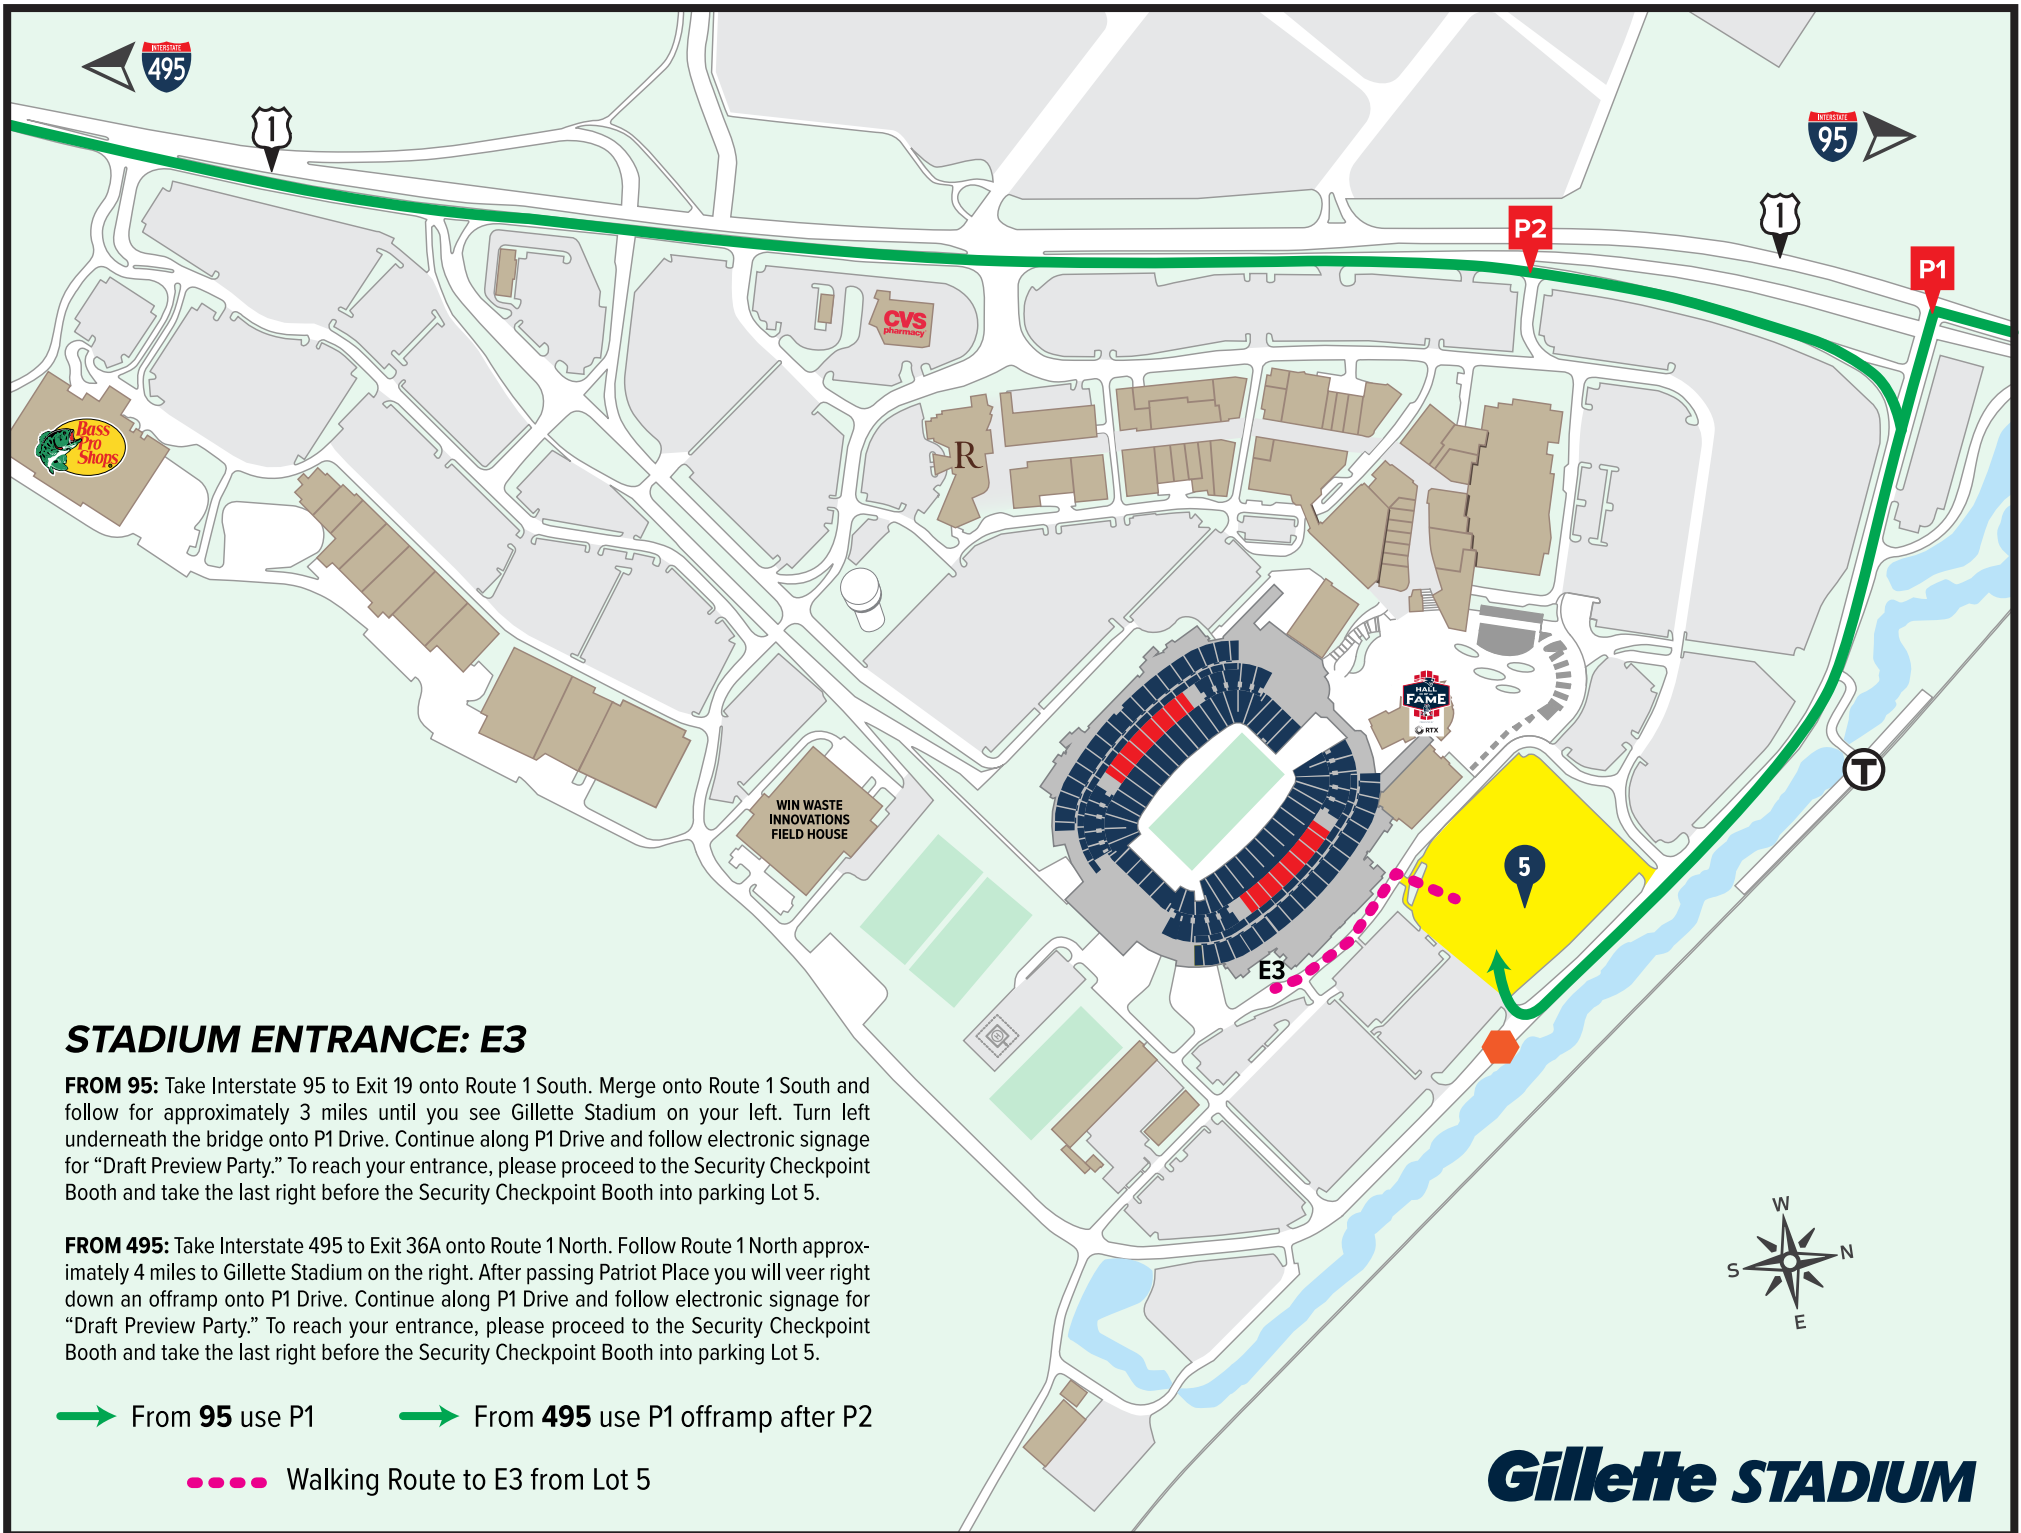 INTERSTATE
495
1
INTERSTATE
95
1
P2
P1
CVS
pharmacy
R
Bass
Pro
Shops
HALL
OF
FAME
RTX
WIN WASTE
INNOVATIONS
FIELD HOUSE
T
5
E3
STADIUM ENTRANCE: E3
FROM 95: Take Interstate 95 to Exit 19 onto Route 1 South. Merge onto Route 1 South and
follow for approximately 3 miles until you see Gillette Stadium on your left. Turn left
underneath the bridge onto P1 Drive. Continue along P1 Drive and follow electronic signage
for “Draft Preview Party.” To reach your entrance, please proceed to the Security Checkpoint
Booth and take the last right before the Security Checkpoint Booth into parking Lot 5.
FROM 495: Take Interstate 495 to Exit 36A onto Route 1 North. Follow Route 1 North approx-
imately 4 miles to Gillette Stadium on the right. After passing Patriot Place you will veer right
down an offramp onto P1 Drive. Continue along P1 Drive and follow electronic signage for
“Draft Preview Party.” To reach your entrance, please proceed to the Security Checkpoint
Booth and take the last right before the Security Checkpoint Booth into parking Lot 5.
From 95 use P1
From 495 use P1 offramp after P2
Walking Route to E3 from Lot 5
W
N
S
E
Gillette STADIUM